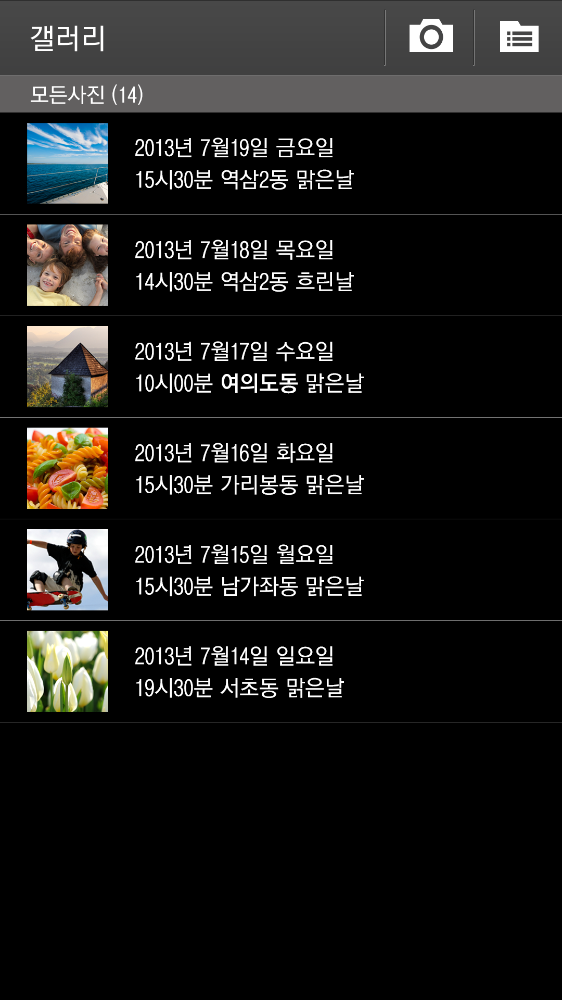 갤러리
모든사진 (14)
2013년 7월19일 금요일
15시30분 역삼2동 맑은날
2013년 7월18일 목요일
14시30분 역삼2동 흐린날
2013년 7월17일 수요일
10시00분 여의도동 맑은날
2013년 7월16일 화요일
15시30분 가리봉동 맑은날
2013년 7월15일 월요일
15시30분 남가좌동 맑은날
2013년 7월14일 일요일
19시30분 서초동 맑은날